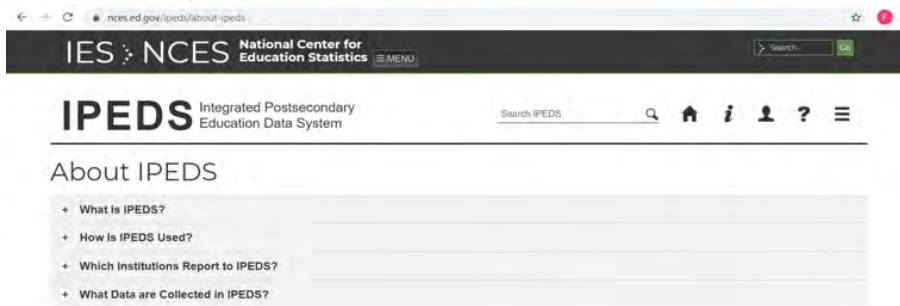 nces.ed.gov/ipeds/about-ipeds
IES NCES National Center for Education Statistics MENU Search Go
IPEDS Integrated Postsecondary Education Data System Search IPEDS
About IPEDS
+ What is IPEDS?
+ How is IPEDS Used?
+ Which Institutions Report to IPEDS?
+ What Data are Collected in IPEDS?